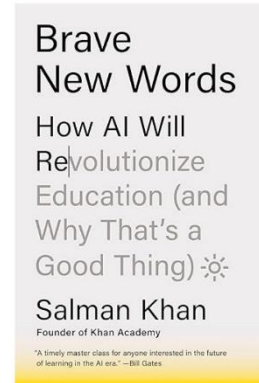 Brave
New Words
How AI Will
Revolutionize
Education (and
Why That's a
Good Thing)
Salman Khan
Founder of Khan Academy
"A timely master class for anyone interested in the future
of learning in the AI era." —Bill Gates